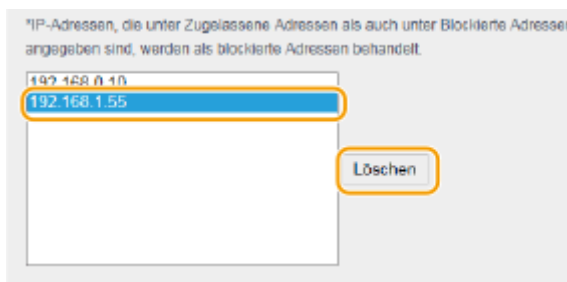 *IP-Adressen, die unter Zugelassene Adressen als auch unter Blockierte Adressen
angegeben sind, werden als blockierte Adressen behandelt.
192.168.0.10
192.168.1.55
Löschen